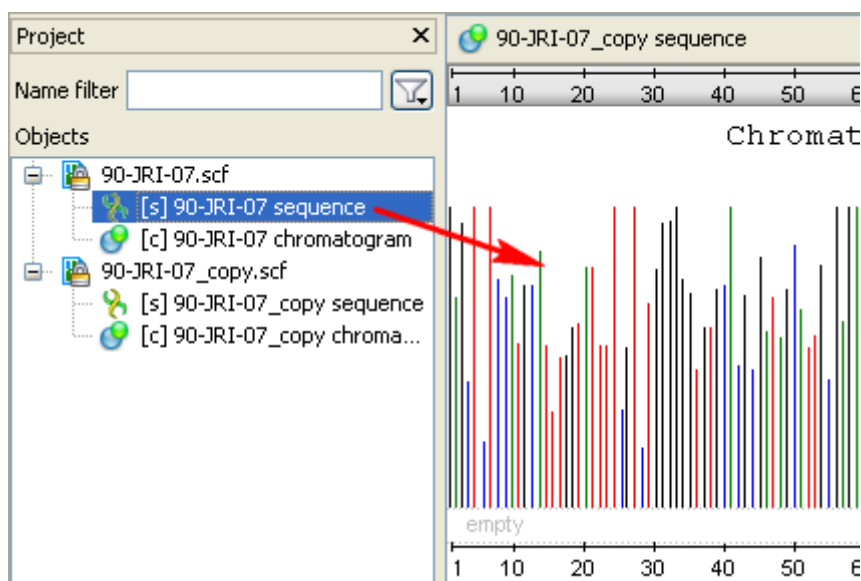 Project
Name filter
Objects
90-JRI-07.scf
[s] 90-JRI-07 sequence
[c] 90-JRI-07 chromatogram
90-JRI-07_copy.scf
[s] 90-JRI-07_copy sequence
[c] 90-JRI-07_copy chroma...
90-JRI-07_copy sequence
1 10 20 30 40 50 6
Chromat
empty
1 10 20 30 40 50 6